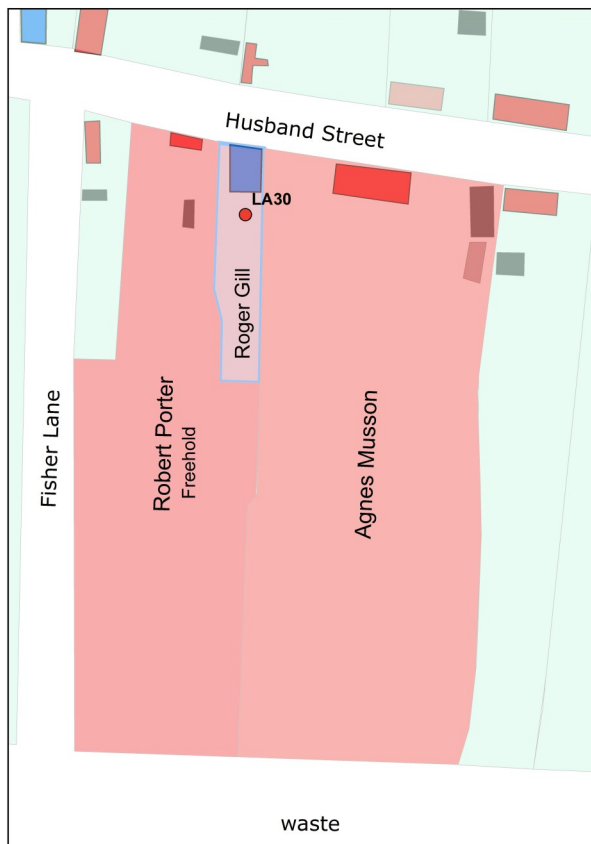 Husband Street
LA30
Roger Gill
Fisher Lane
Robert Porter
Freehold
Agnes Musson
waste